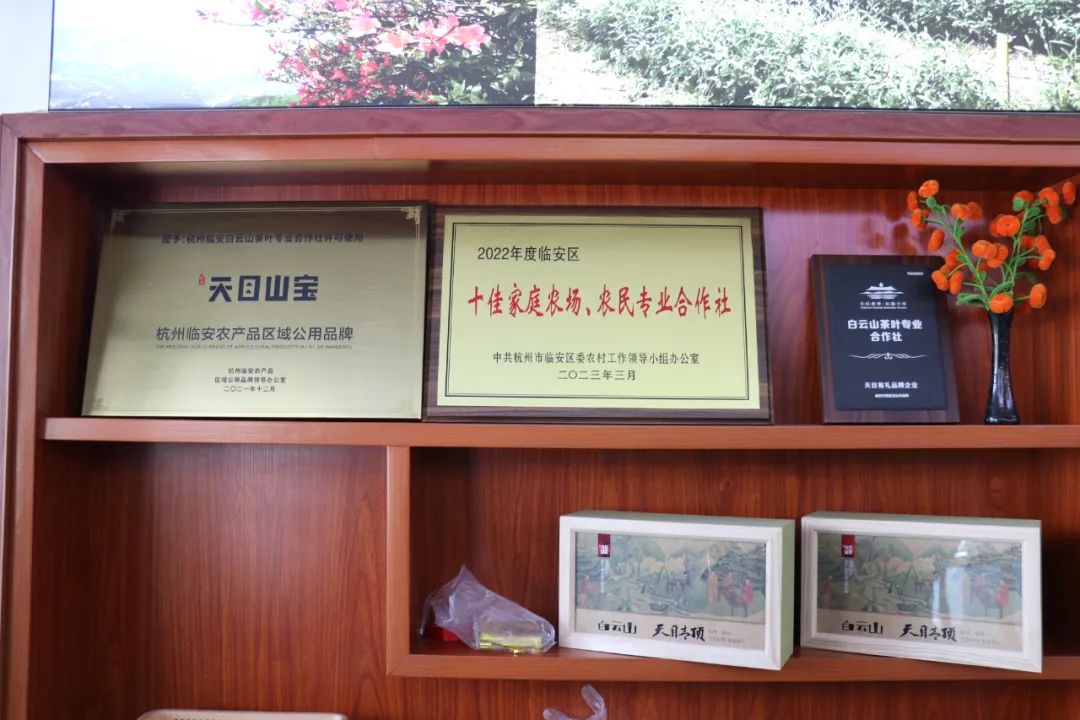 授予：杭州临安白云山茶叶专业合作社许可使用
天目山宝
杭州临安农产品区域公用品牌
杭州临安农产品
区域公用品牌领导办公室
二〇二一年十二月
2022年度临安区
十佳家庭农场、农民专业合作社
中共杭州市临安区委农村工作领导小组办公室
二〇二三年三月
白云山茶叶专业
合作社
天目有礼品牌企业
白云山 天目青顶
白云山 天目青顶